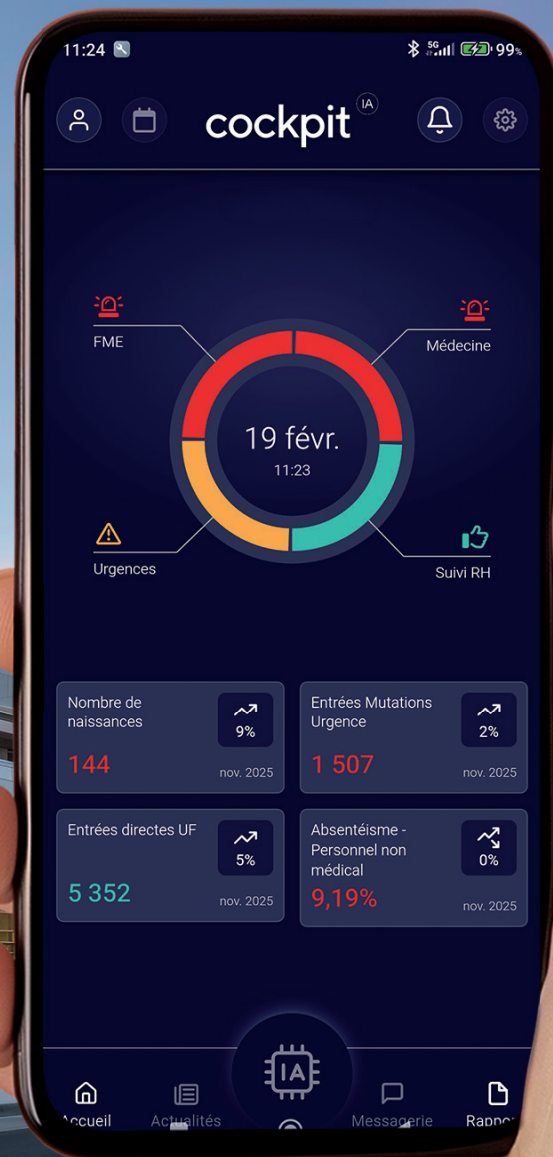 11:24
5G
99%
cockpit IA
FME
Médecine
19 févr.
11:23
Urgences
Suivi RH
Nombre de
naissances
9%
144
nov. 2025
Entrées Mutations
Urgence
2%
1 507
nov. 2025
Entrées directes UF
5%
5 352
nov. 2025
Absentéisme -
Personnel non
médical
0%
9,19%
nov. 2025
IA
Accueil
Actualités
Messagerie
Rappo